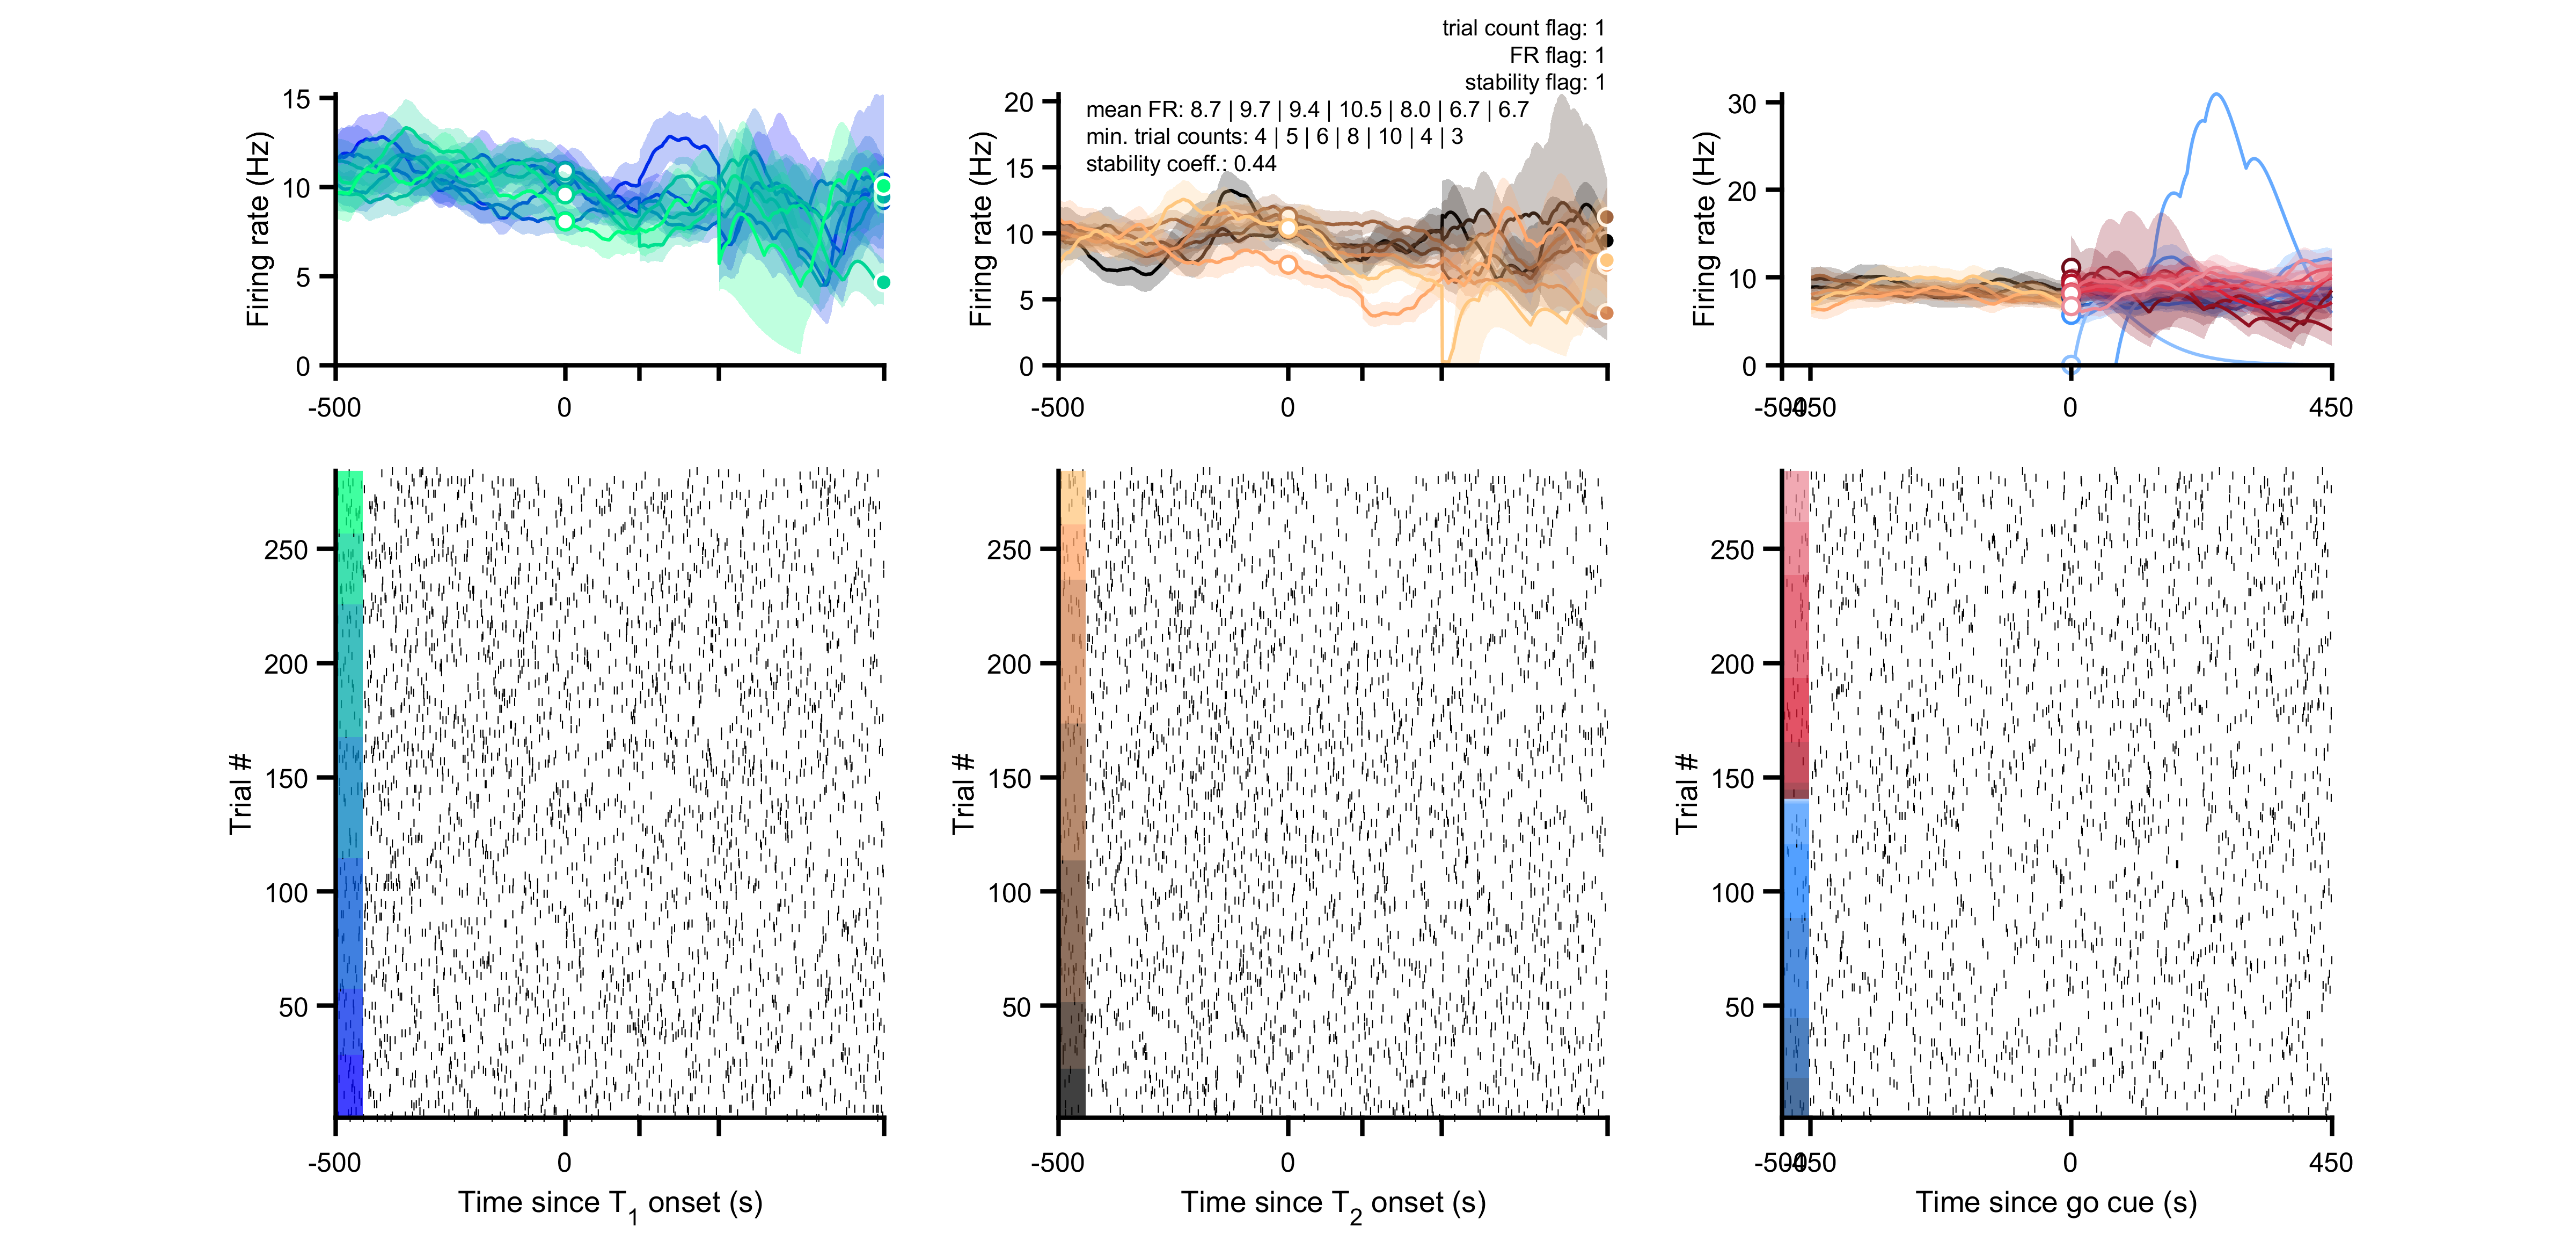 trial count flag: 1
FR flag: 1
stability flag: 1
mean FR: 8.7 | 9.7 | 9.4 | 10.5 | 8.0 | 6.7 | 6.7
min. trial counts: 4 | 5 | 6 | 8 | 10 | 4 | 3
stability coeff.: 0.44
Firing rate (Hz)
15
10
5
0
-500
0
Firing rate (Hz)
20
15
10
5
0
-500
0
Firing rate (Hz)
30
20
10
0
-500
-450
0
450
Trial #
250
200
150
100
50
-500
0
Time since T1 onset (s)
Trial #
250
200
150
100
50
-500
0
Time since T2 onset (s)
Trial #
250
200
150
100
50
-500
-450
0
450
Time since go cue (s)